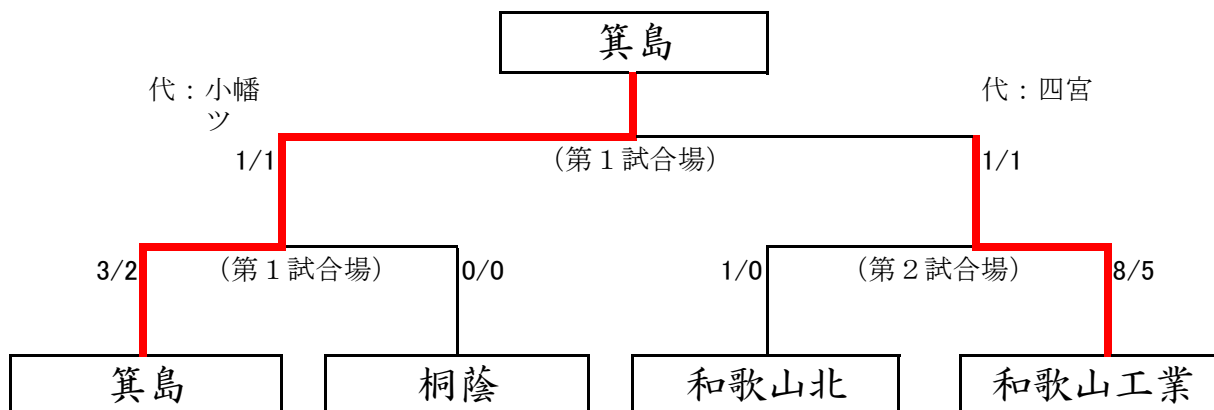 箕島
代：小幡
ツ
代：四宮
1/1
（第１試合場）
1/1
3/2
（第１試合場）
0/0
1/0
（第２試合場）
8/5
箕島
桐蔭
和歌山北
和歌山工業